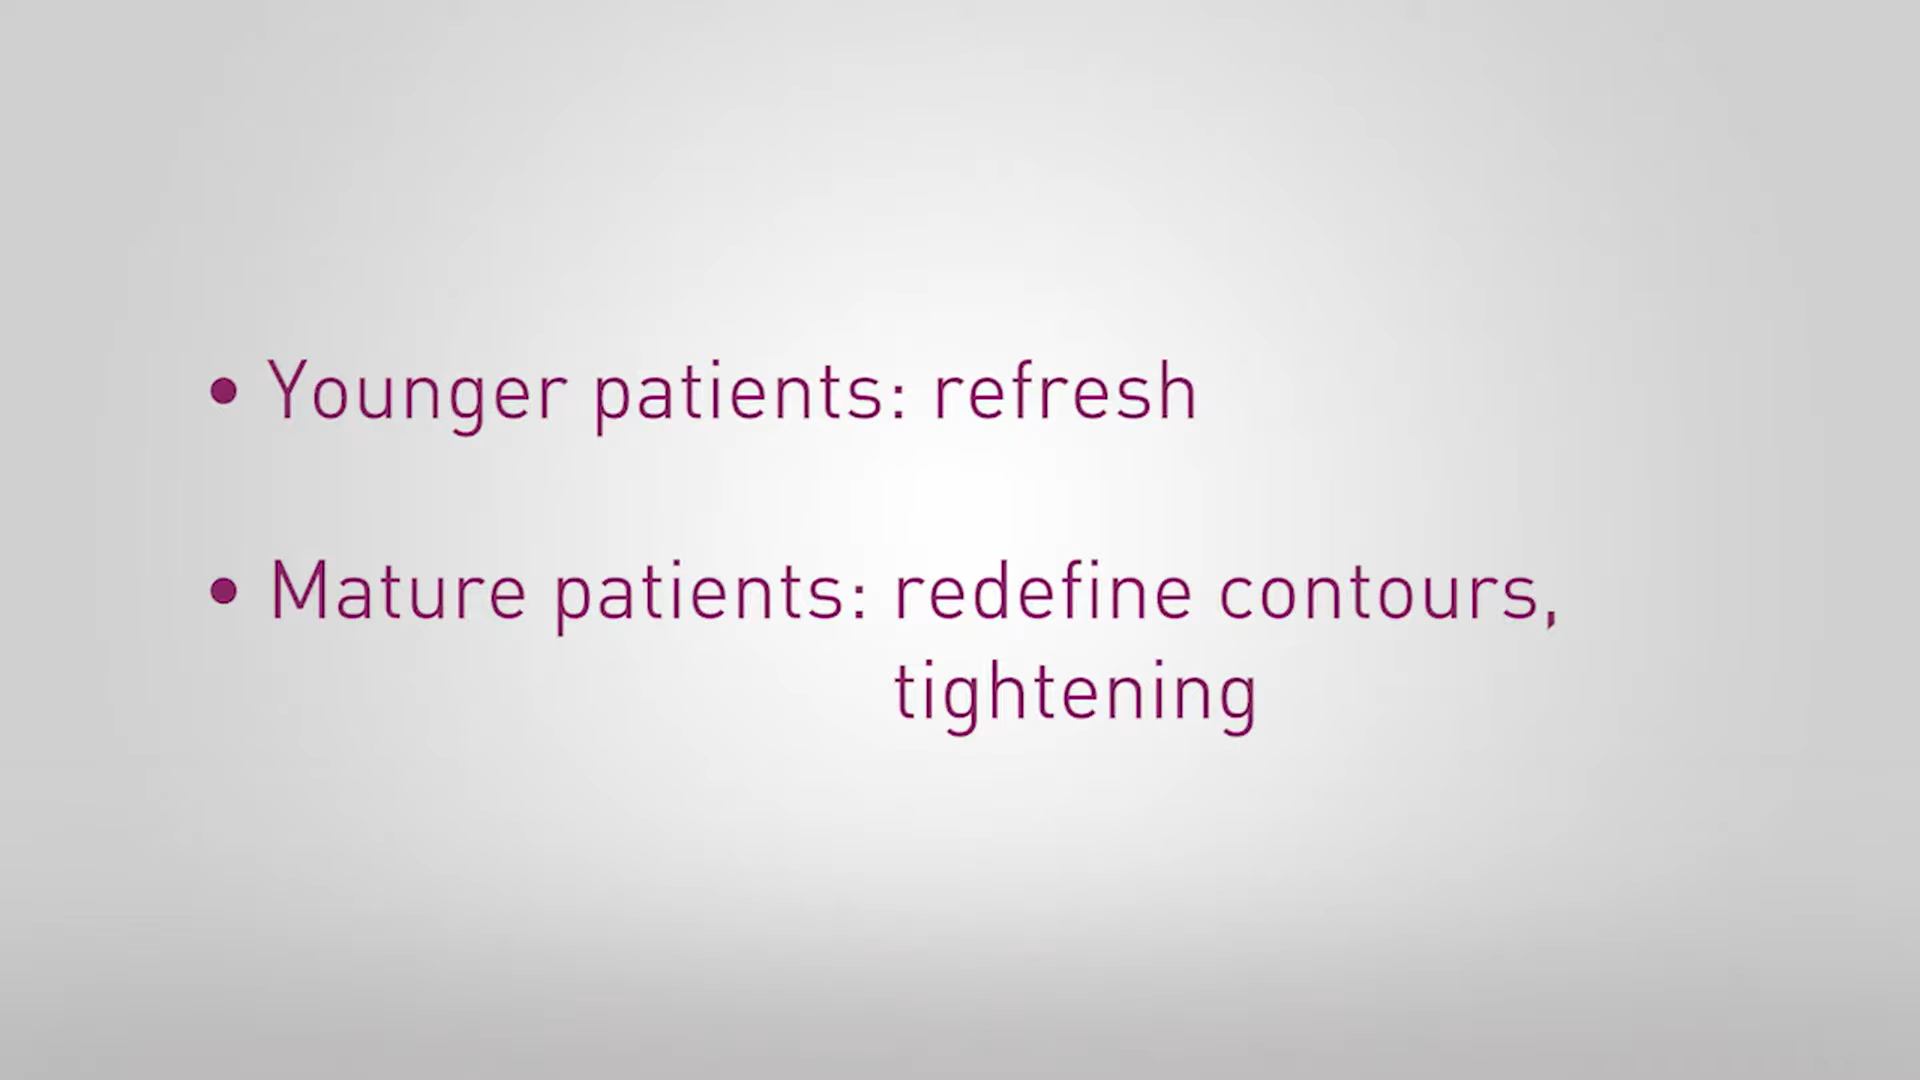 • Younger patients: refresh
• Mature patients: redefine contours,
tightening